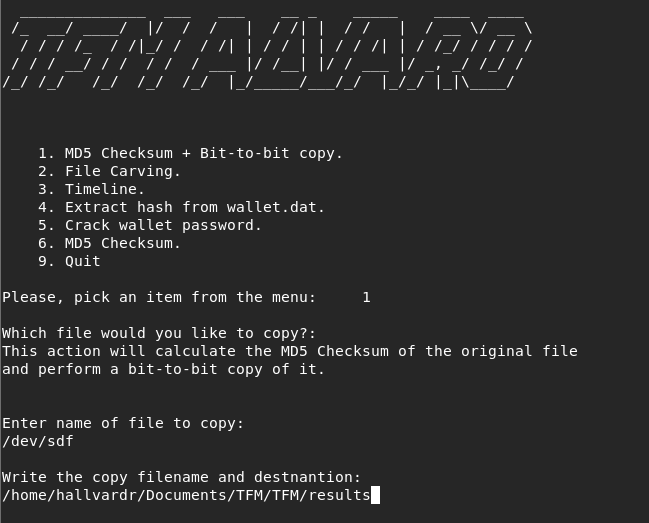 TFM ALVARO
1. MD5 Checksum + Bit-to-bit copy.
2. File Carving.
3. Timeline.
4. Extract hash from wallet.dat.
5. Crack wallet password.
6. MD5 Checksum.
9. Quit
Please, pick an item from the menu: 1
Which file would you like to copy?:
This action will calculate the MD5 Checksum of the original file
and perform a bit-to-bit copy of it.
Enter name of file to copy:
/dev/sdf
Write the copy filename and destnantion:
/home/hallvardr/Documents/TFM/TFM/results